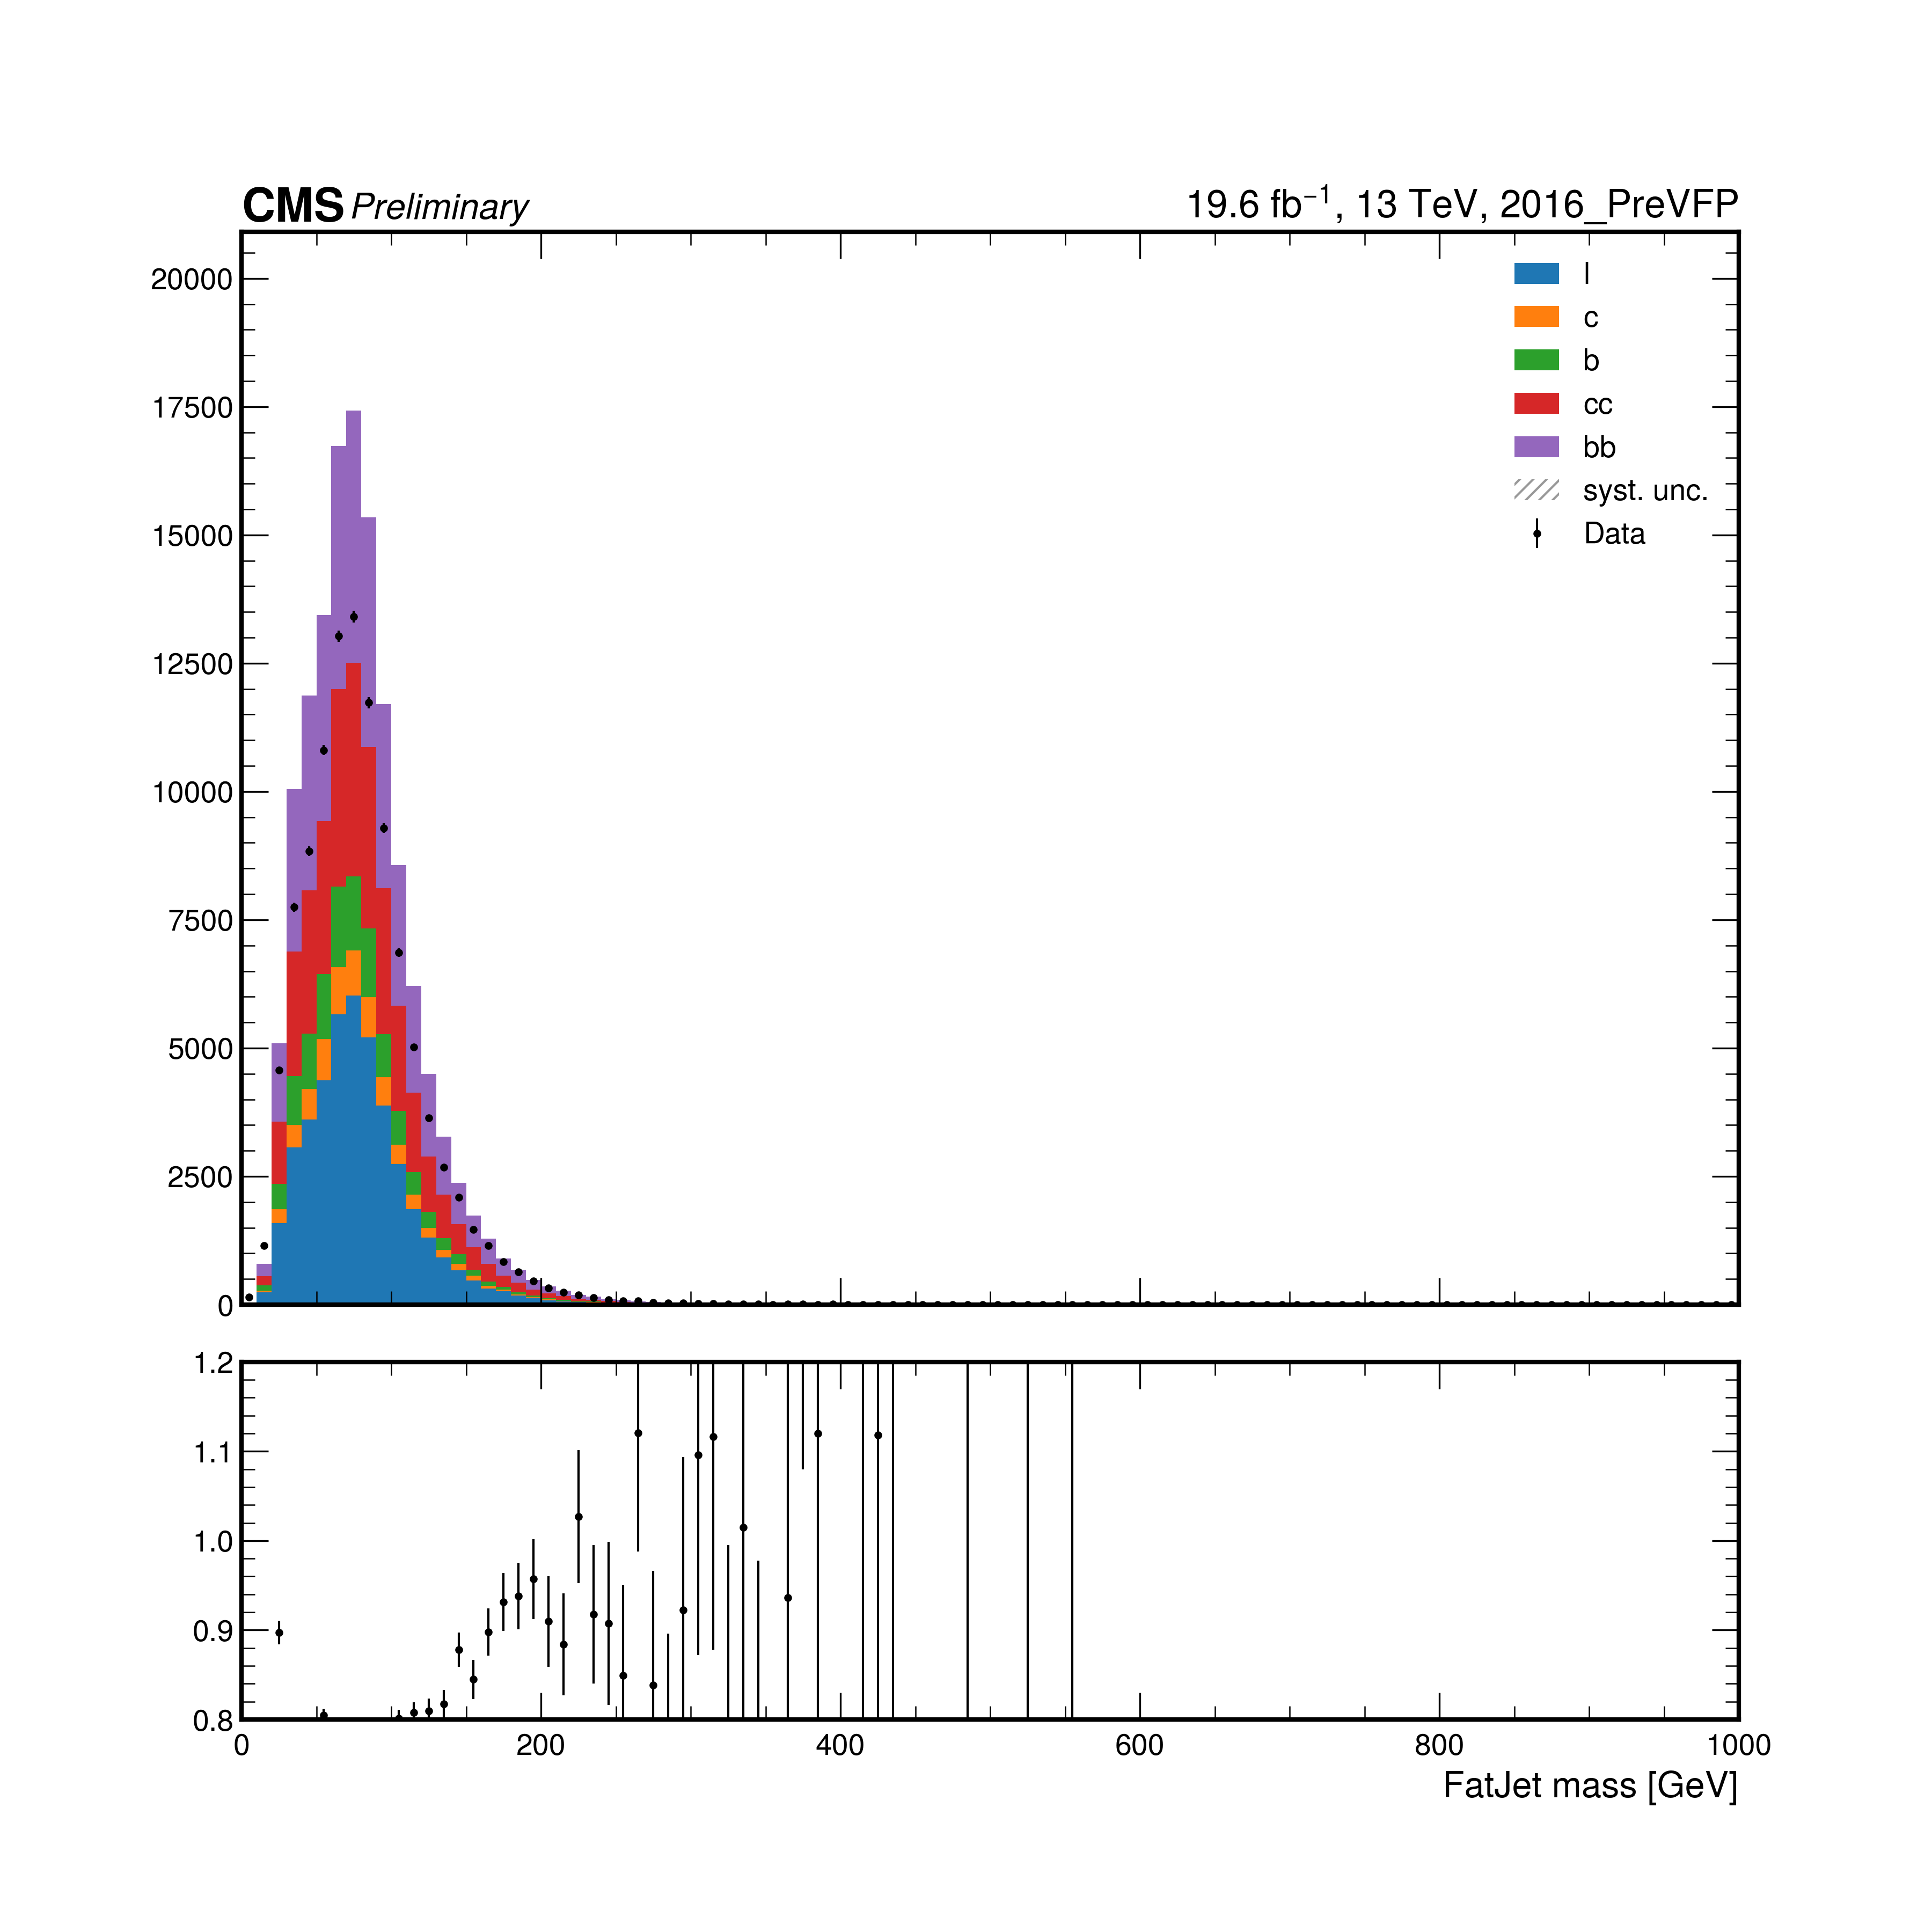 CMS Preliminary
19.6 fb⁻¹, 13 TeV, 2016_PreVFP
20000
17500
15000
12500
10000
7500
5000
2500
0
l
c
b
cc
bb
syst. unc.
Data
1.2
1.1
1.0
0.9
0.8
0 200 400 600 800 1000
FatJet mass [GeV]